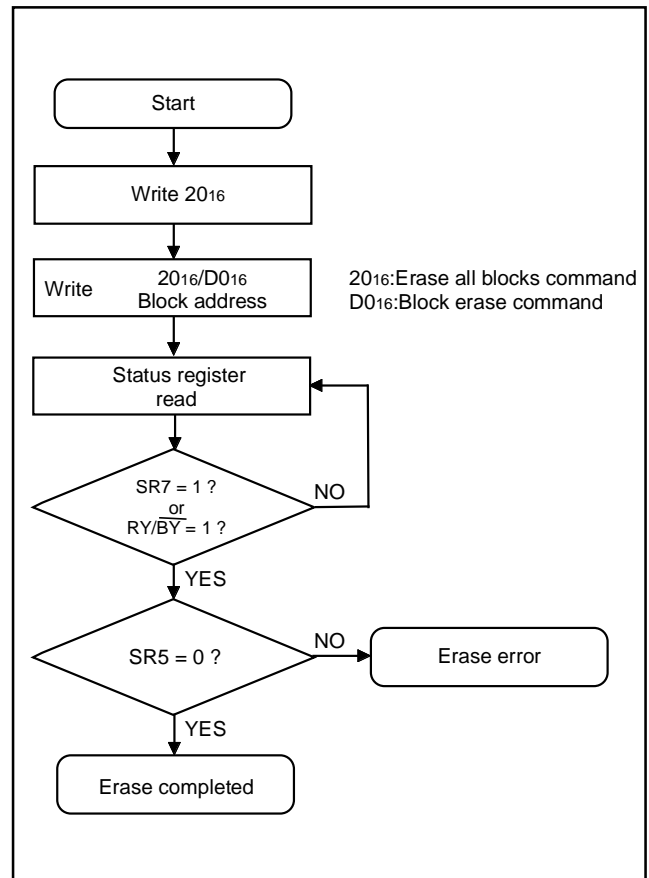 Start
Write 2016
Write
2016/D016
Block address
2016:Erase all blocks command
D016:Block erase command
Status register
read
SR7 = 1 ?
or
RY/BY = 1 ?
NO
YES
SR5 = 0 ?
NO
Erase error
YES
Erase completed